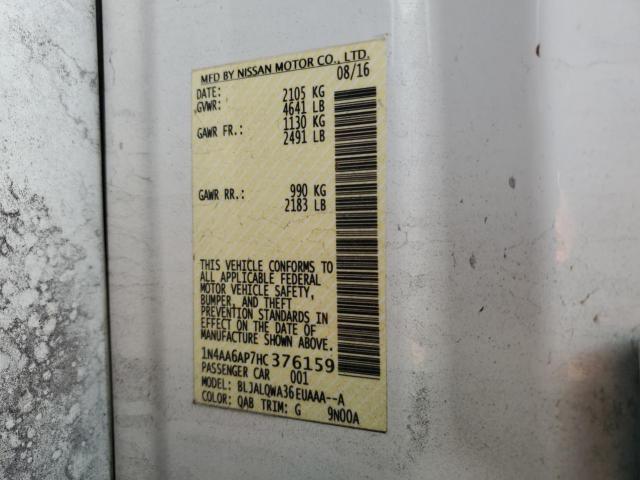 MFD BY NISSAN MOTOR CO., LTD.
DATE: 08/16
GVWR: 2105 KG
4641 LB
GAWR FR.: 1130 KG
2491 LB
GAWR RR.: 990 KG
2183 LB
THIS VEHICLE CONFORMS TO
ALL APPLICABLE FEDERAL
MOTOR VEHICLE SAFETY,
BUMPER, AND THEFT
PREVENTION STANDARDS IN
EFFECT ON THE DATE OF
MANUFACTURE SHOWN ABOVE.
1N4AA6AP7HC376159
PASSENGER CAR 001
MODEL: BLJALQWA36EUAAA--A
COLOR: QAB TRIM: G 9N00A